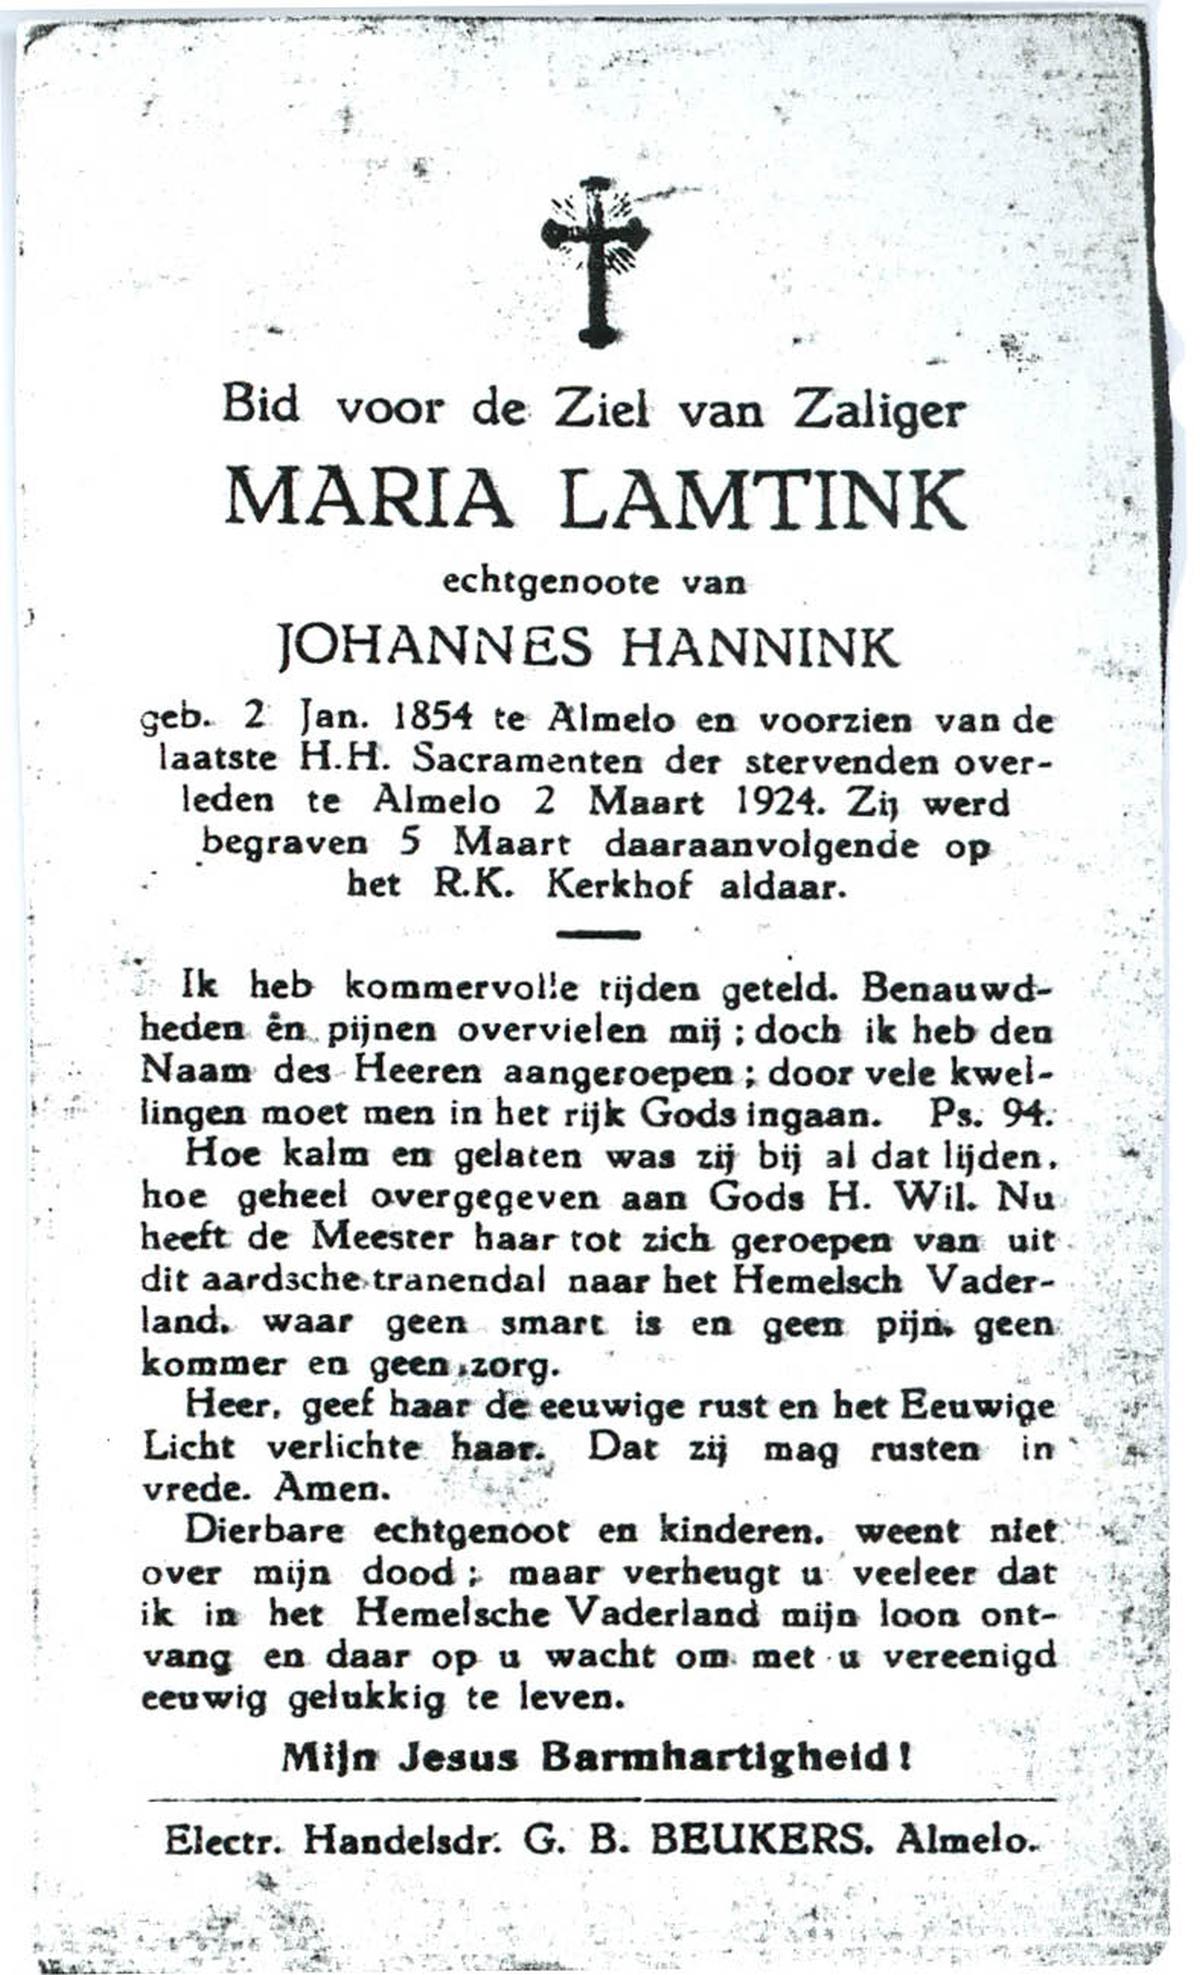 Bid voor de Ziel van Zaliger
MARIA LAMTINK
echtgenoote van
JOHANNES HANNINK
geb. 2 Jan. 1854 te Almelo en voorzien van de
laatste H.H. Sacramenten der stervenden over-
leden te Almelo 2 Maart 1924. Zij werd
begraven 5 Maart daaraanvolgende op
het R.K. Kerkhof aldaar.
Ik heb kommervolle tijden geteld. Benauwd-
heden en pijnen overvielen mij ; doch ik heb den
Naam des Heeren aangeroepen ; door vele kwel-
lingen moet men in het rijk Gods ingaan. Ps. 94.
Hoe kalm en gelaten was zij bij al dat lijden,
hoe geheel overgegeven aan Gods H. Wil. Nu
heeft de Meester haar tot zich geroepen van uit
dit aardsche tranendal naar het Hemelsch Vader-
land, waar geen smart is en geen pijn, geen
kommer en geen zorg.
Heer, geef haar de eeuwige rust en het Eeuwige
Licht verlichte haar. Dat zij mag rusten in
vrede. Amen.
Dierbare echtgenoot en kinderen, weent niet
over mijn dood ; maar verheugt u veeleer dat
ik in het Hemelsche Vaderland mijn loon ont-
vang en daar op u wacht om met u vereenigd
eeuwig gelukkig te leven.
Mijn Jesus Barmhartigheid !
Electr. Handelsdr. G. B. BEUKERS, Almelo.